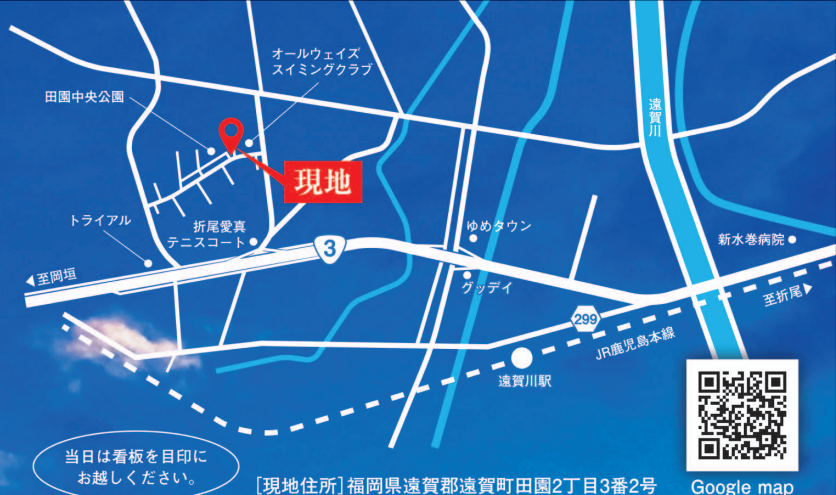 オールウェイズ
スイミングクラブ
田園中央公園
遠賀川
現地
トライアル
折尾愛真
テニスコート
3
ゆめタウン
新水巻病院
◀至岡垣
グッデイ
至折尾▶
299
JR鹿児島本線
遠賀川駅
当日は看板を目印に
お越しください。
[現地住所]福岡県遠賀郡遠賀町田園2丁目3番2号
Google map